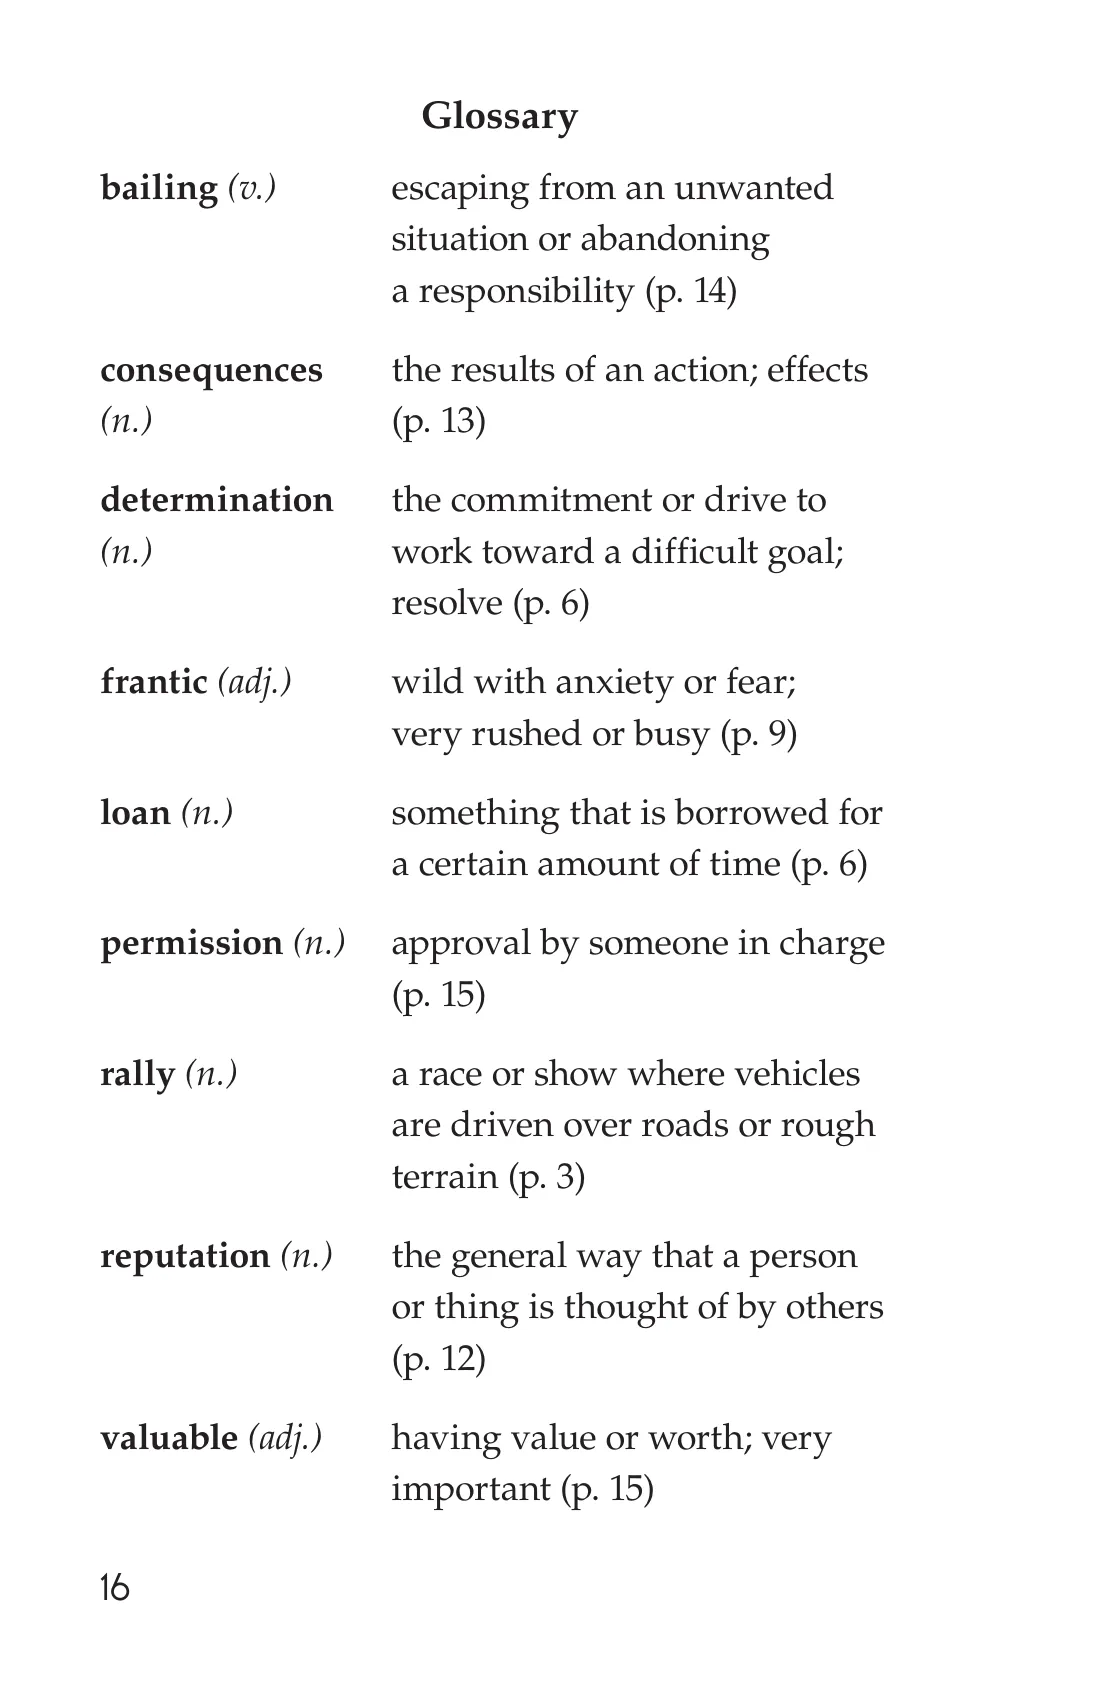 Glossary
bailing (v.) escaping from an unwanted
situation or abandoning
a responsibility (p. 14)
consequences the results of an action; effects
(n.) (p. 13)
determination the commitment or drive to
(n.) work toward a difficult goal;
resolve (p. 6)
frantic (adj.) wild with anxiety or fear;
very rushed or busy (p. 9)
loan (n.) something that is borrowed for
a certain amount of time (p. 6)
permission (n.) approval by someone in charge
(p. 15)
rally (n.) a race or show where vehicles
are driven over roads or rough
terrain (p. 3)
reputation (n.) the general way that a person
or thing is thought of by others
(p. 12)
valuable (adj.) having value or worth; very
important (p. 15)
16